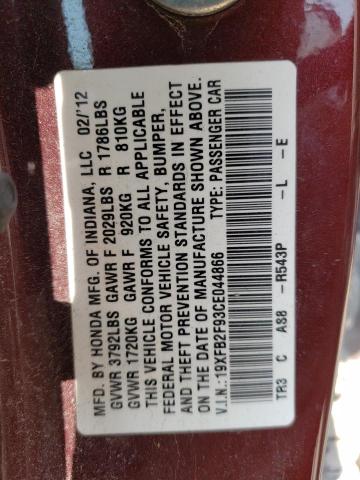 MFD. BY HONDA MFG. OF INDIANA, LLC 02/'12
GVWR 3792LBS GAWR F 2029LBS R 1786LBS
GVWR 1720KG GAWR F 920KG R 810KG
THIS VEHICLE CONFORMS TO ALL APPLICABLE
FEDERAL MOTOR VEHICLE SAFETY, BUMPER,
AND THEFT PREVENTION STANDARDS IN EFFECT
ON THE DATE OF MANUFACTURE SHOWN ABOVE.
V.I.N.: 19XFB2F93CE044866 TYPE: PASSENGER CAR
TR3 C A88 -R543P -L -E